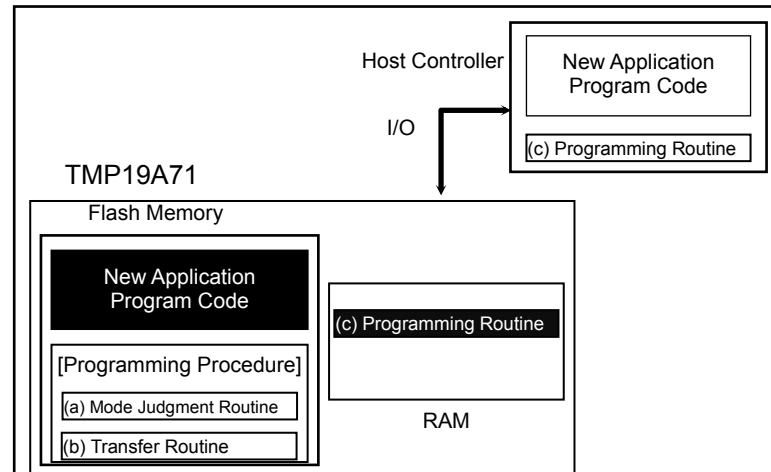 Host Controller
New Application
Program Code
(c) Programming Routine
I/O
TMP19A71
Flash Memory
New Application
Program Code
[Programming Procedure]
(a) Mode Judgment Routine
(b) Transfer Routine
(c) Programming Routine
RAM